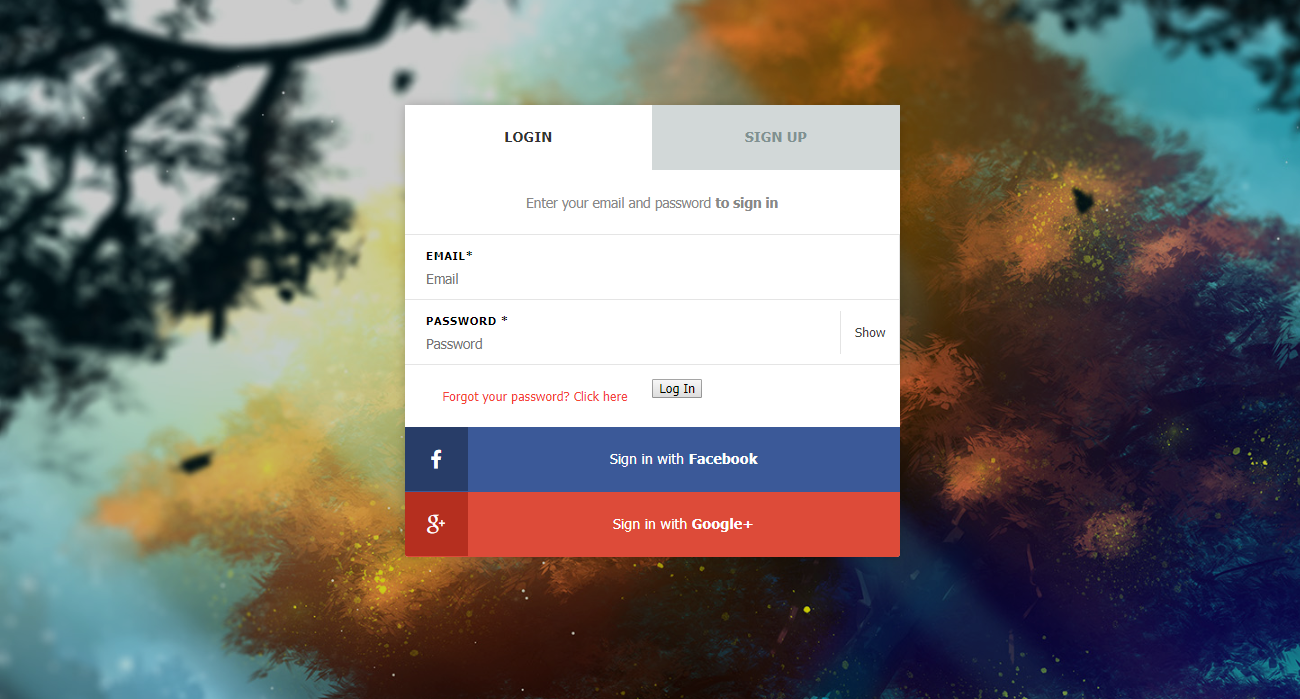 LOGIN
SIGN UP
Enter your email and password to sign in
EMAIL*
Email
PASSWORD *
Password
Show
Forgot your password? Click here
Log In
f
Sign in with Facebook
g+
Sign in with Google+